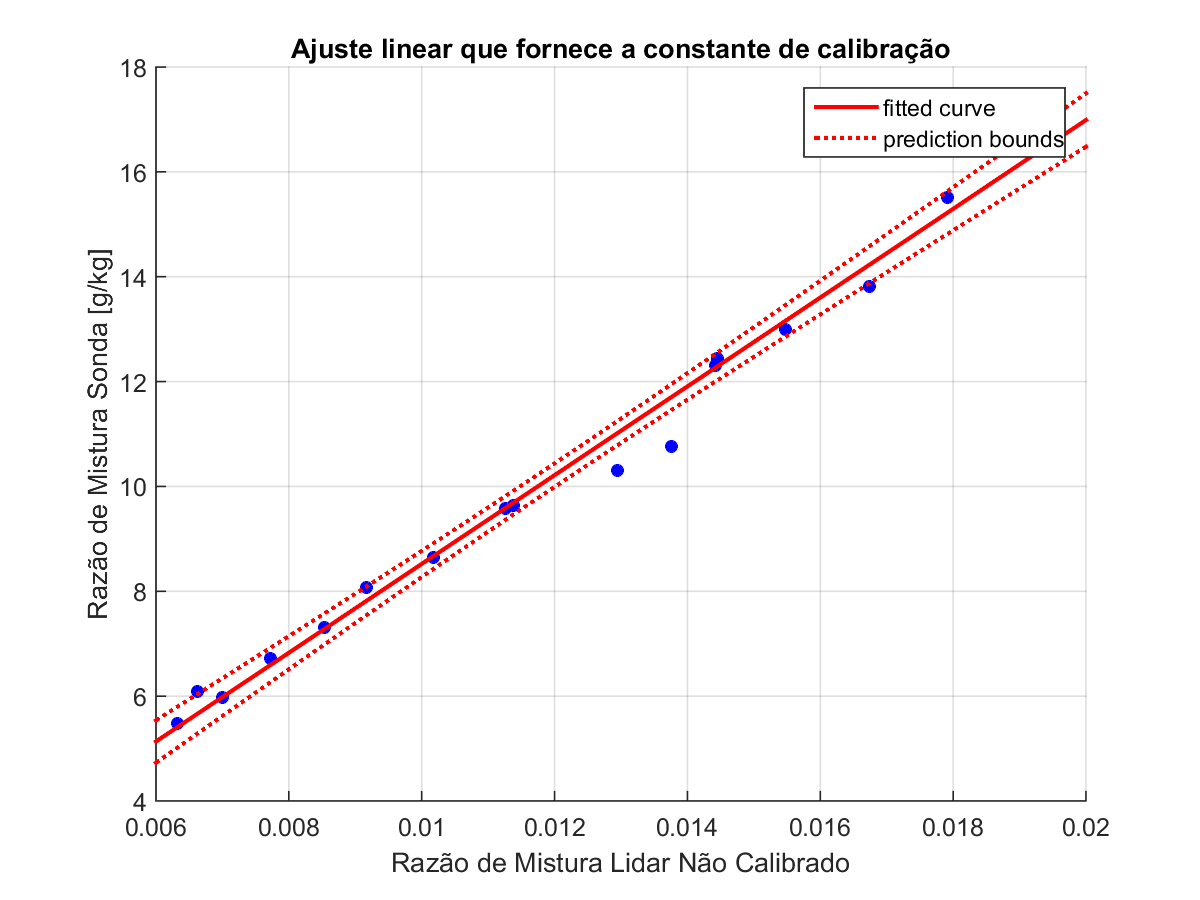 Ajuste linear que fornece a constante de calibração
fitted curve
prediction bounds
Razão de Mistura Sonda [g/kg]
18
16
14
12
10
8
6
4
0.006 0.008 0.01 0.012 0.014 0.016 0.018 0.02
Razão de Mistura Lidar Não Calibrado